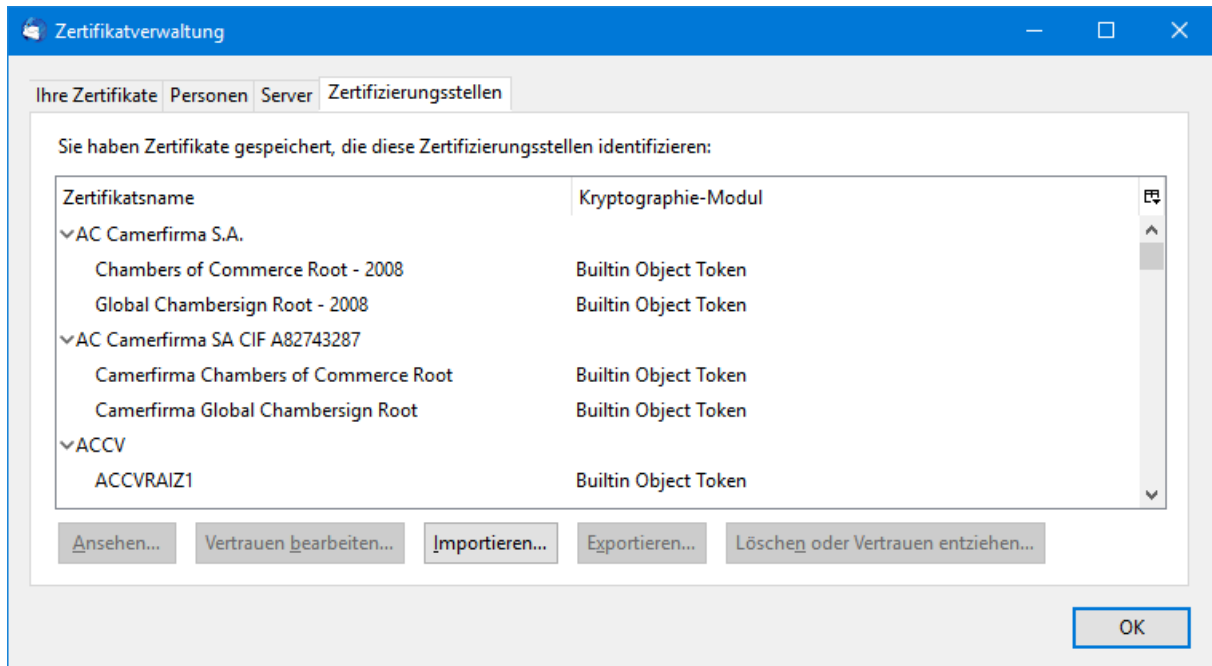 Zertifikatverwaltung
Ihre Zertifikate Personen Server Zertifizierungsstellen
Sie haben Zertifikate gespeichert, die diese Zertifizierungsstellen identifizieren:
Zertifikatsname Kryptographie-Modul
AC Camerfirma S.A.
Chambers of Commerce Root - 2008 Builtin Object Token
Global Chambersign Root - 2008 Builtin Object Token
AC Camerfirma SA CIF A82743287
Camerfirma Chambers of Commerce Root Builtin Object Token
Camerfirma Global Chambersign Root Builtin Object Token
ACCV
ACCVRAIZ1 Builtin Object Token
Ansehen... Vertrauen bearbeiten... Importieren... Exportieren... Löschen oder Vertrauen entziehen...
OK